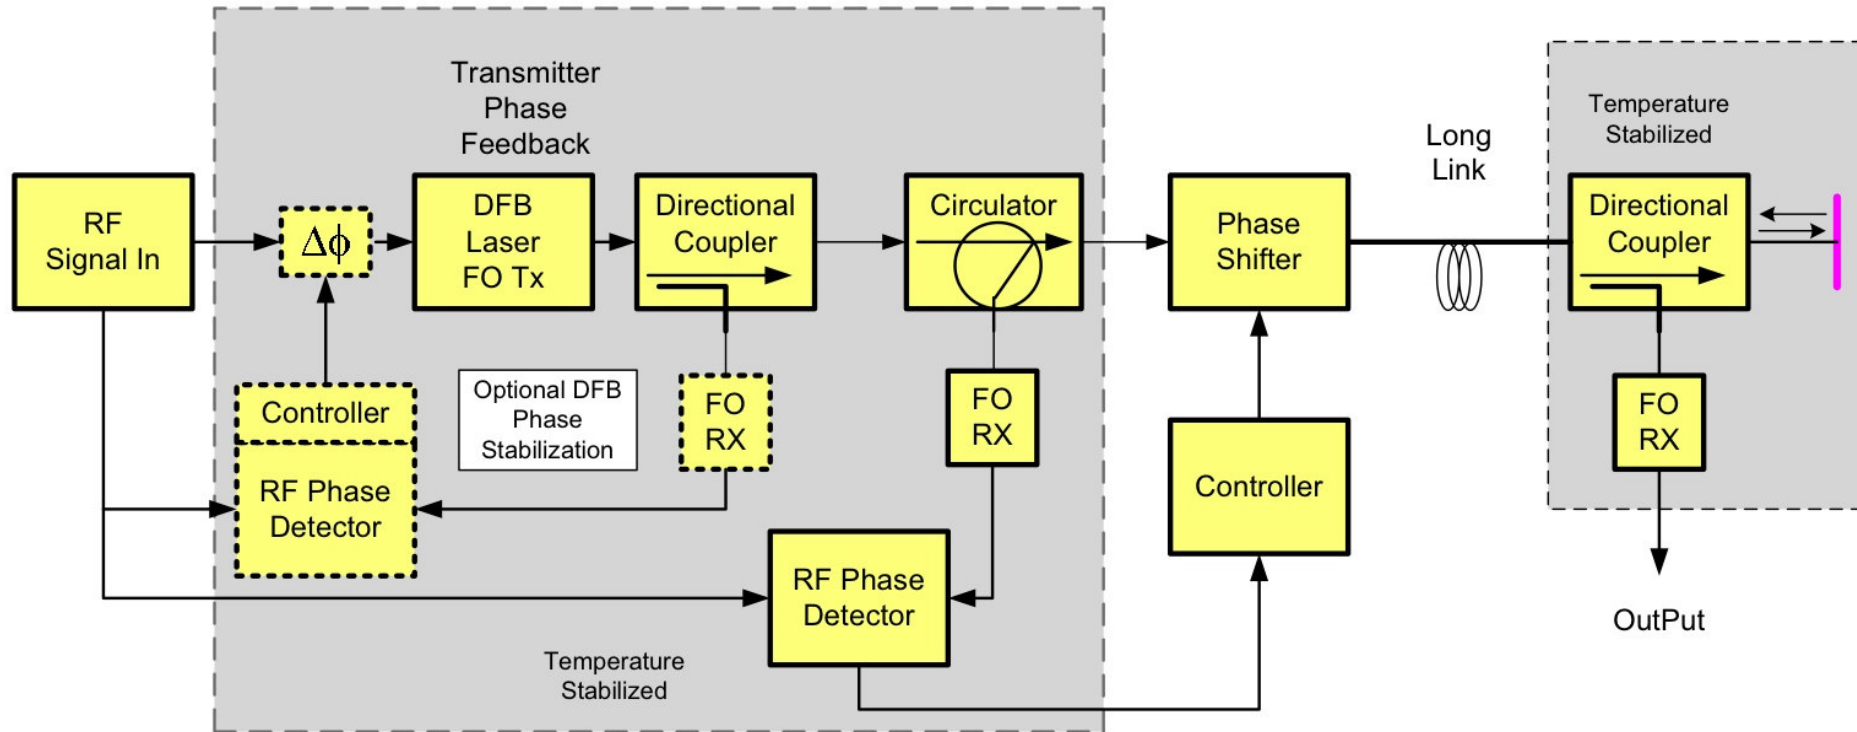 Transmitter
Phase
Feedback
RF
Signal In
Δϕ
DFB
Laser
FO Tx
Directional
Coupler
Circulator
Phase
Shifter
Long
Link
Temperature
Stabilized
Directional
Coupler
Controller
RF Phase
Detector
Optional DFB
Phase
Stabilization
FO
RX
FO
RX
RF Phase
Detector
Controller
FO
RX
OutPut
Temperature
Stabilized